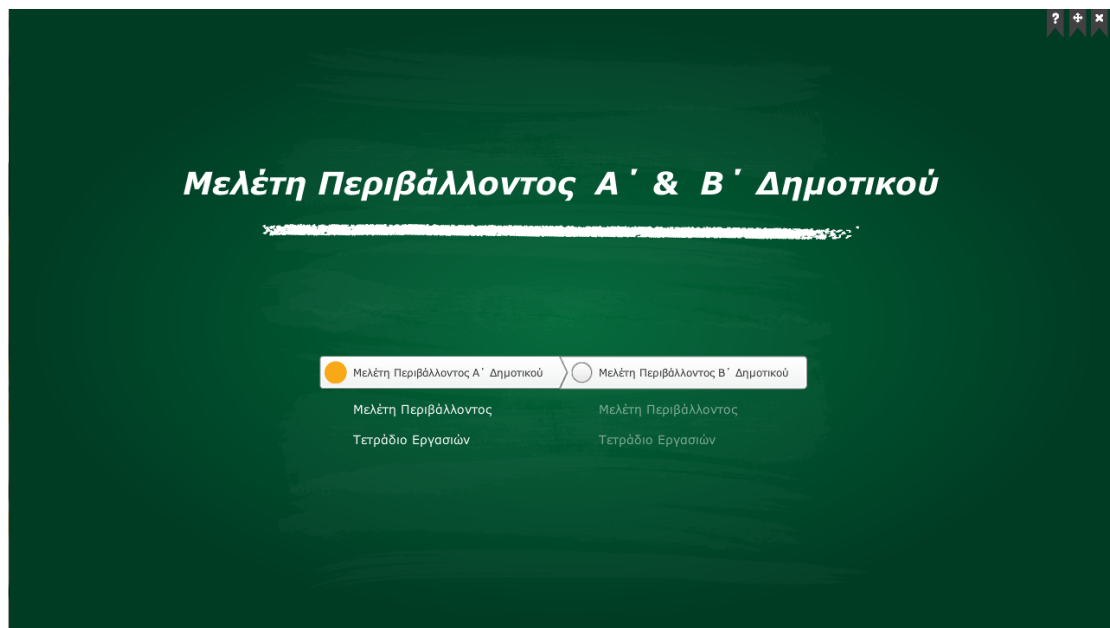 Μελέτη Περιβάλλοντος Α΄ & Β΄ Δημοτικού
Μελέτη Περιβάλλοντος Α΄ Δημοτικού
Μελέτη Περιβάλλοντος Β΄ Δημοτικού
Μελέτη Περιβάλλοντος
Μελέτη Περιβάλλοντος
Τετράδιο Εργασιών
Τετράδιο Εργασιών